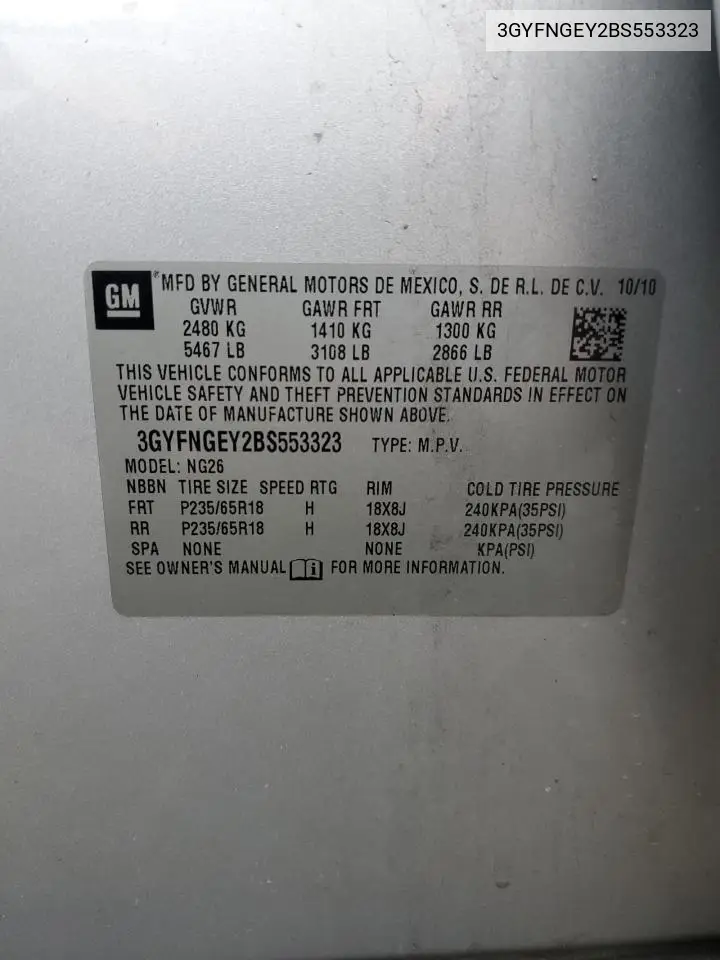 3GYFNGEY2BS553323
GM ® MFD BY GENERAL MOTORS DE MEXICO, S. DE R.L. DE C.V. 10/10
GVWR GAWR FRT GAWR RR
2480 KG 1410 KG 1300 KG
5467 LB 3108 LB 2866 LB
THIS VEHICLE CONFORMS TO ALL APPLICABLE U.S. FEDERAL MOTOR
VEHICLE SAFETY AND THEFT PREVENTION STANDARDS IN EFFECT ON
THE DATE OF MANUFACTURE SHOWN ABOVE.
3GYFNGEY2BS553323 TYPE: M.P.V.
MODEL: NG26
NBBN TIRE SIZE SPEED RTG RIM COLD TIRE PRESSURE
FRT P235/65R18 H 18X8J 240KPA(35PSI)
RR P235/65R18 H 18X8J 240KPA(35PSI)
SPA NONE NONE KPA(PSI)
SEE OWNER'S MANUAL i FOR MORE INFORMATION.